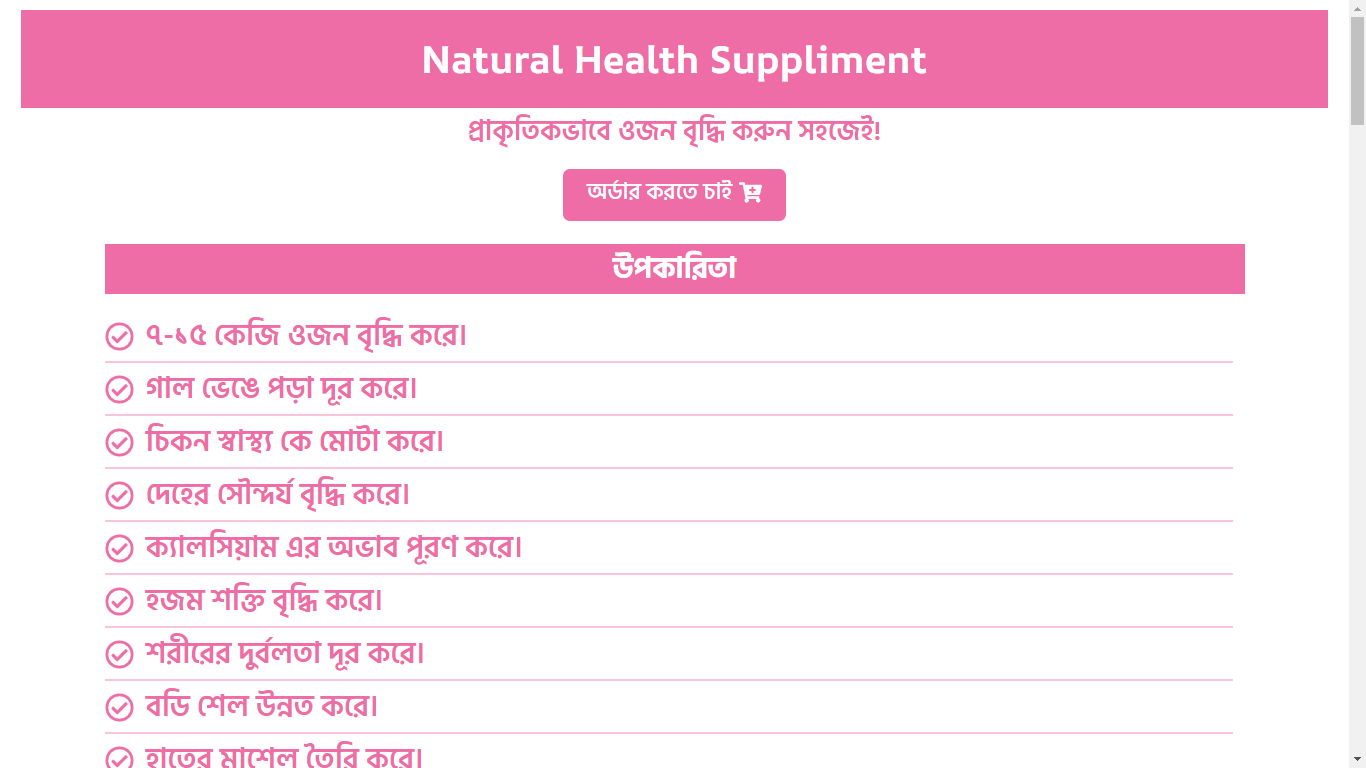 Natural Health Suppliment
প্রাকৃতিকভাবে ওজন বৃদ্ধি করুন সহজেই!
অর্ডার করতে চাই
উপকারিতা
৭-১৫ কেজি ওজন বৃদ্ধি করে।
গাল ভেঙে পড়া দূর করে।
চিকন স্বাস্থ্য কে মোটা করে।
দেহের সৌন্দর্য বৃদ্ধি করে।
ক্যালসিয়াম এর অভাব পূরণ করে।
হজম শক্তি বৃদ্ধি করে।
শরীরের দুর্বলতা দূর করে।
বডি শেল উন্নত করে।
হাতের মাশেল তৈরি করে।